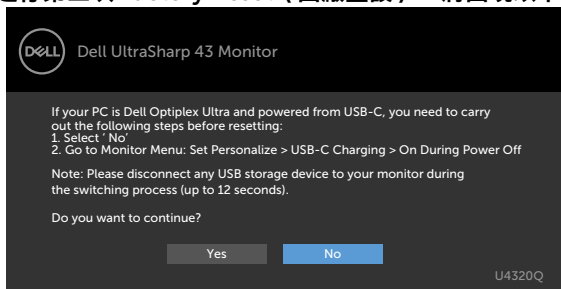 DELL
Dell UltraSharp 43 Monitor
If your PC is Dell Optiplex Ultra and powered from USB-C, you need to carry
out the following steps before resetting:
1. Select ‘ No’
2. Go to Monitor Menu: Set Personalize > USB-C Charging > On During Power Off
Note: Please disconnect any USB storage device to your monitor during
the switching process (up to 12 seconds).
Do you want to continue?
Yes No
U4320Q